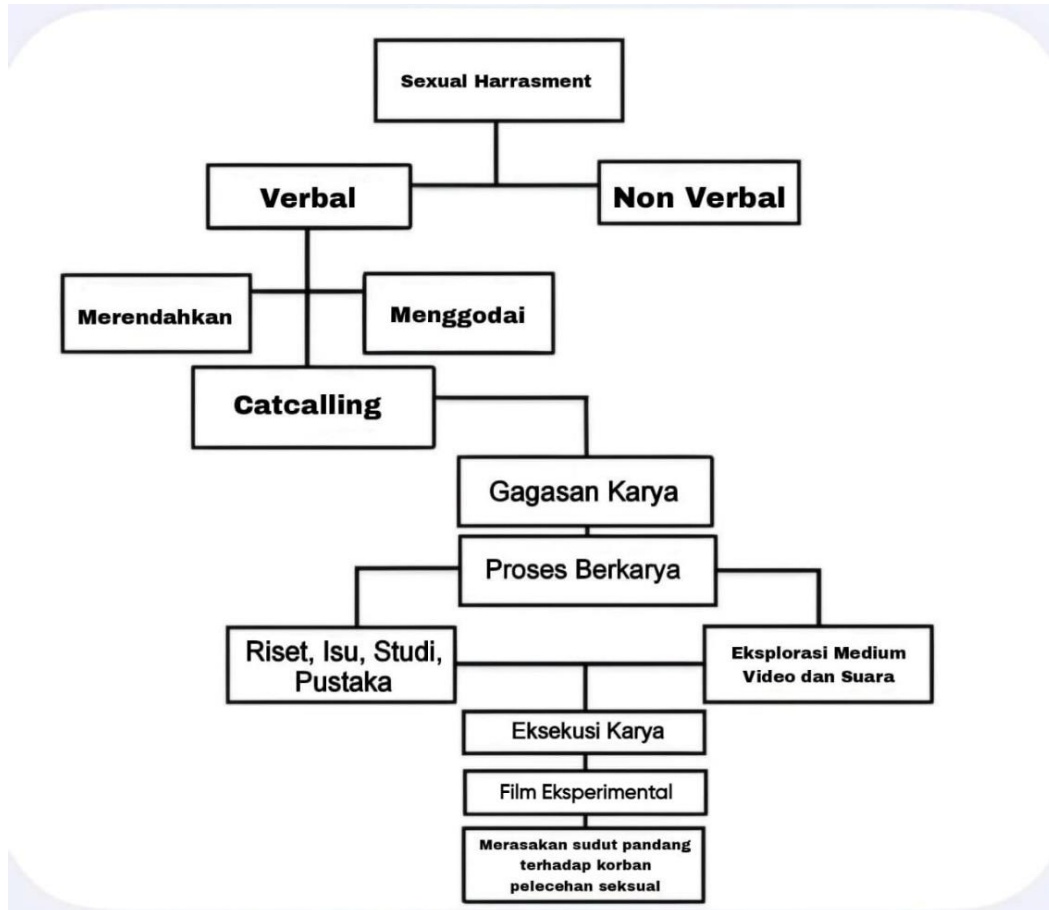 Sexual Harrasment
Verbal
Non Verbal
Merendahkan
Menggodai
Catcalling
Gagasan Karya
Proses Berkarya
Riset, Isu, Studi,
Pustaka
Eksplorasi Medium
Video dan Suara
Eksekusi Karya
Film Eksperimental
Merasakan sudut pandang
terhadap korban
pelecehan seksual